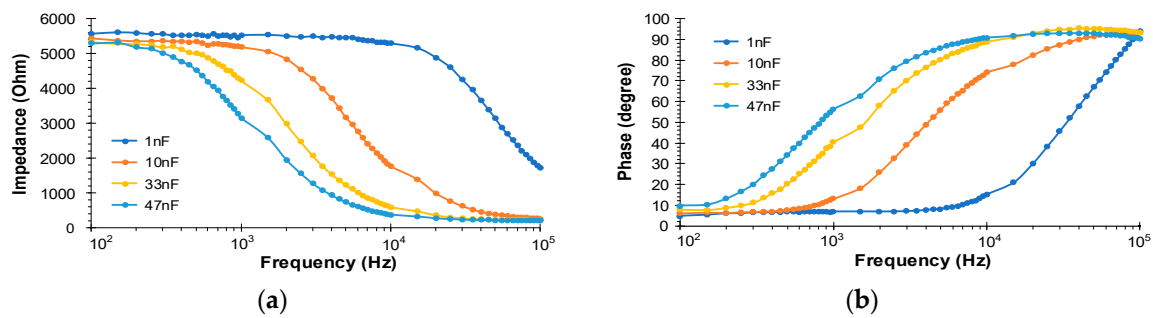 6000
5000
4000
3000
2000
1000
0
Impedance (Ohm)
1nF
10nF
33nF
47nF
10² 10³ 10⁴ 10⁵
Frequency (Hz)
(a)
100
90
80
70
60
50
40
30
20
10
0
Phase (degree)
1nF
10nF
33nF
47nF
10² 10³ 10⁴ 10⁵
Frequency (Hz)
(b)